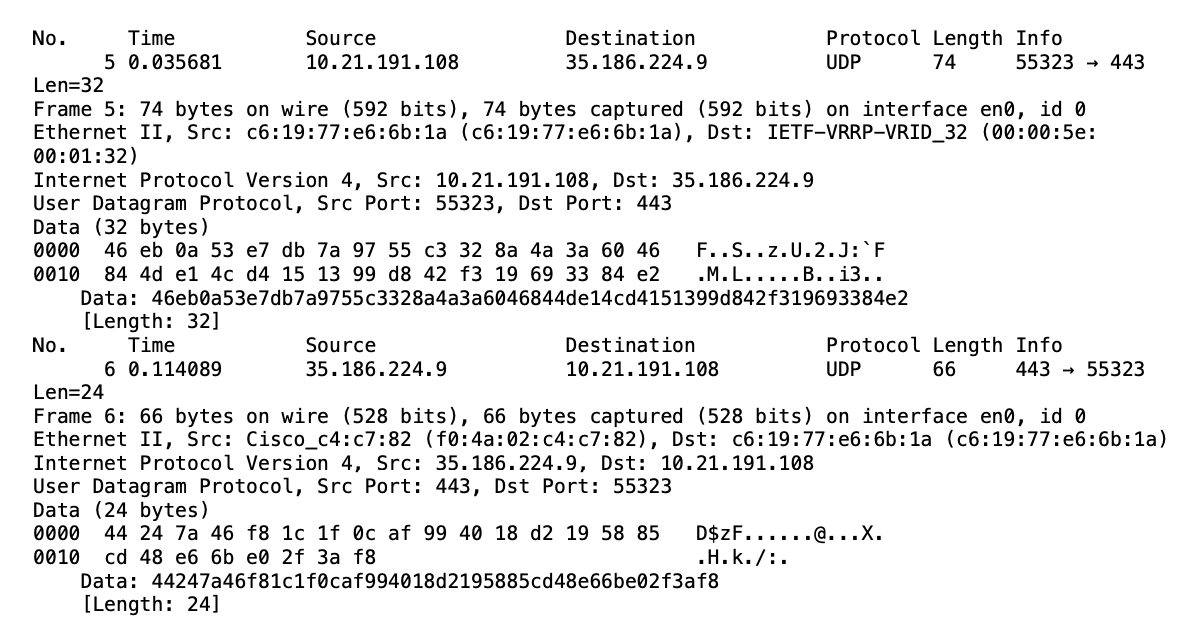 No.     Time           Source                Destination           Protocol Length Info
      5 0.035681       10.21.191.108         35.186.224.9          UDP      74     55323 → 443
Len=32
Frame 5: 74 bytes on wire (592 bits), 74 bytes captured (592 bits) on interface en0, id 0
Ethernet II, Src: c6:19:77:e6:6b:1a (c6:19:77:e6:6b:1a), Dst: IETF-VRRP-VRID_32 (00:00:5e:
00:01:32)
Internet Protocol Version 4, Src: 10.21.191.108, Dst: 35.186.224.9
User Datagram Protocol, Src Port: 55323, Dst Port: 443
Data (32 bytes)
0000  46 eb 0a 53 e7 db 7a 97 55 c3 32 8a 4a 3a 60 46   F..S..z.U.2.J:`F
0010  84 4d e1 4c d4 15 13 99 d8 42 f3 19 69 33 84 e2   .M.L.....B..i3..
    Data: 46eb0a53e7db7a9755c3328a4a3a6046844de14cd4151399d842f319693384e2
    [Length: 32]
No.     Time           Source                Destination           Protocol Length Info
      6 0.114089       35.186.224.9          10.21.191.108         UDP      66     443 → 55323
Len=24
Frame 6: 66 bytes on wire (528 bits), 66 bytes captured (528 bits) on interface en0, id 0
Ethernet II, Src: Cisco_c4:c7:82 (f0:4a:02:c4:c7:82), Dst: c6:19:77:e6:6b:1a (c6:19:77:e6:6b:1a)
Internet Protocol Version 4, Src: 35.186.224.9, Dst: 10.21.191.108
User Datagram Protocol, Src Port: 443, Dst Port: 55323
Data (24 bytes)
0000  44 24 7a 46 f8 1c 1f 0c af 99 40 18 d2 19 58 85   D$zF......@...X.
0010  cd 48 e6 6b e0 2f 3a f8                           .H.k./:.
    Data: 44247a46f81c1f0caf994018d2195885cd48e66be02f3af8
    [Length: 24]